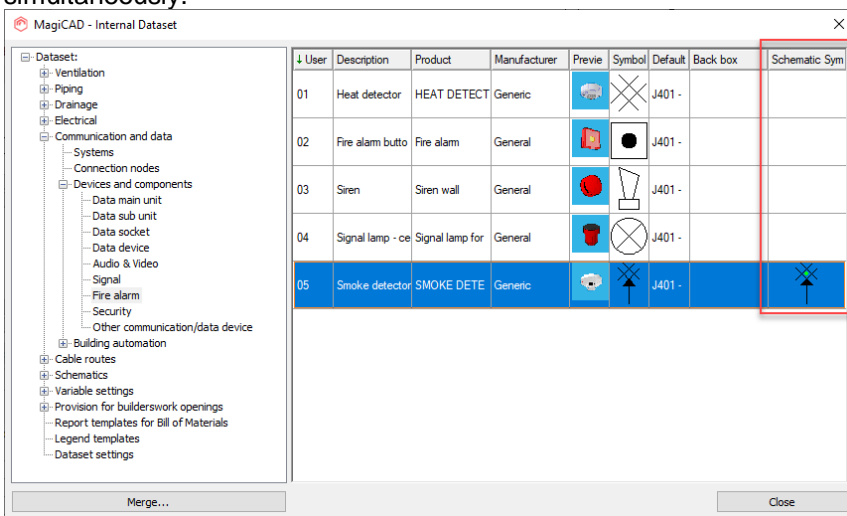 simultaneously.
MagiCAD - Internal Dataset
Dataset:
Ventilation
Piping
Drainage
Electrical
Communication and data
Systems
Connection nodes
Devices and components
Data main unit
Data sub unit
Data socket
Data device
Audio & Video
Signal
Fire alarm
Security
Other communication/data device
Building automation
Cable routes
Schematics
Variable settings
Provision for builderswork openings
Report templates for Bill of Materials
Legend templates
Dataset settings
↓ User Description Product Manufacturer Previe Symbol Default Back box Schematic Sym
01 Heat detector HEAT DETECT Generic J401 -
02 Fire alarm butto Fire alarm General J401 -
03 Siren Siren wall General J401 -
04 Signal lamp - ce Signal lamp for General J401 -
05 Smoke detector SMOKE DETE Generic J401 -
Merge... Close